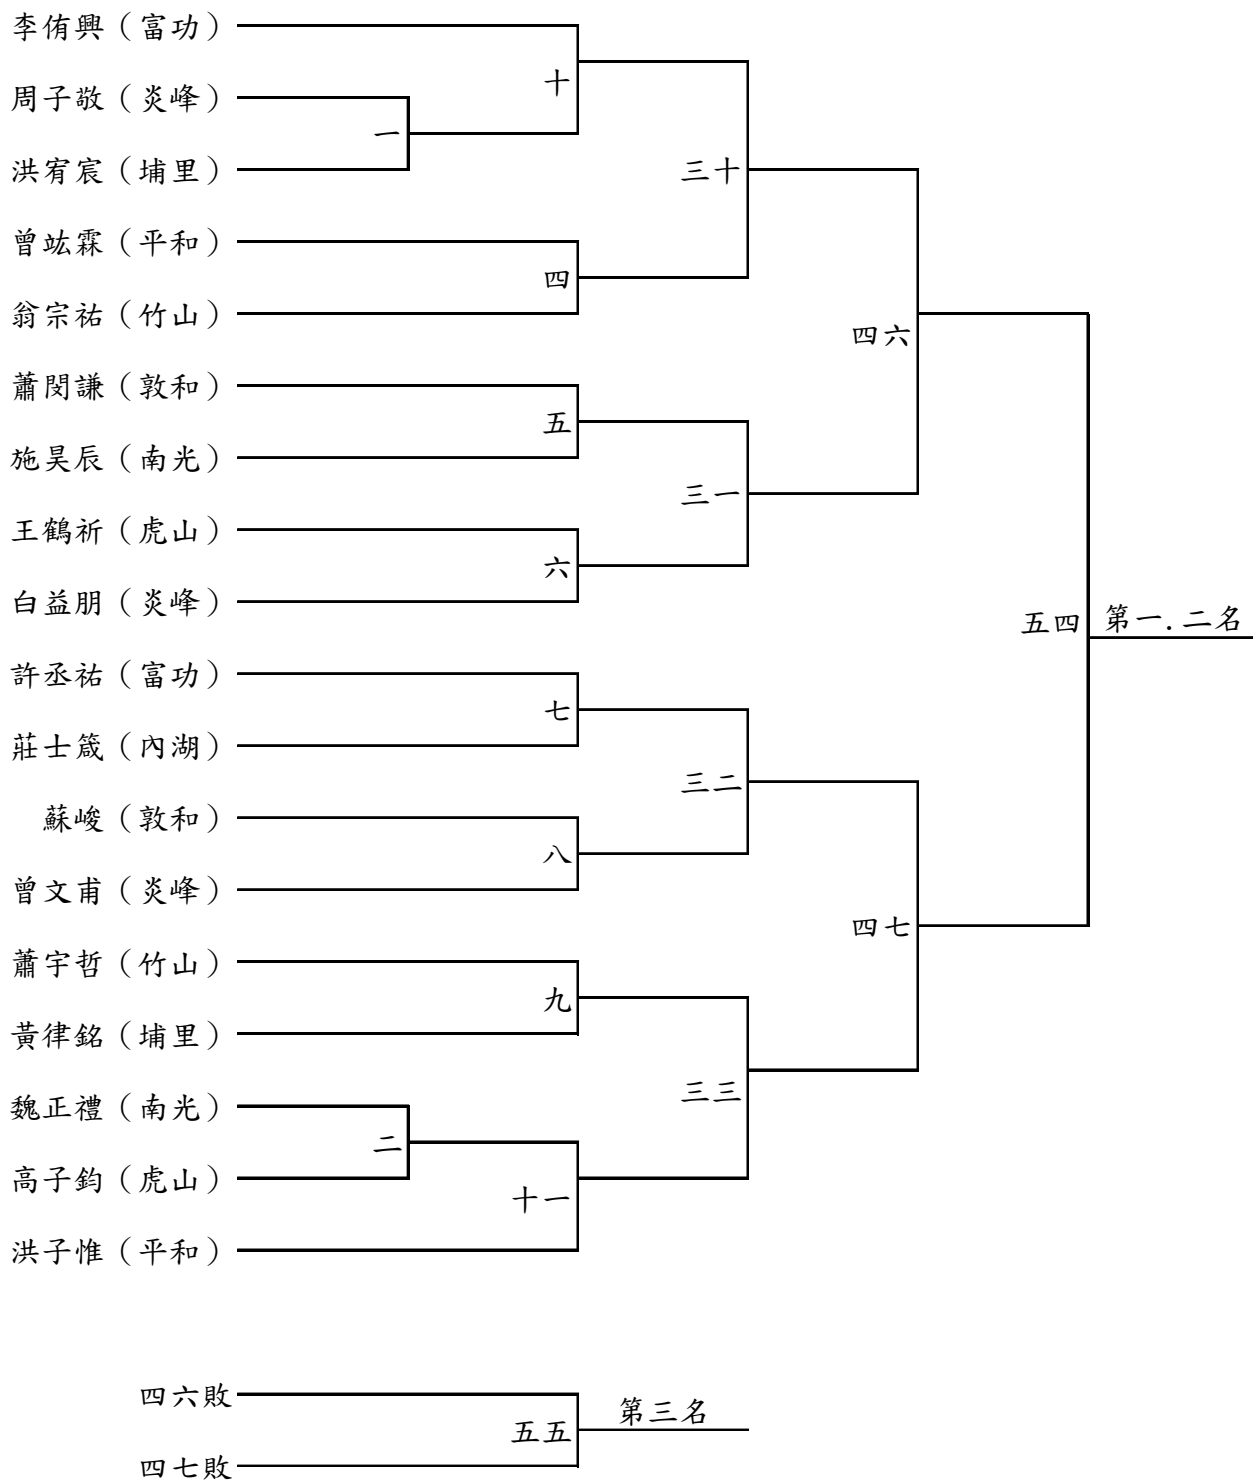 李侑興（富功）
十
周子敬（炎峰）
一
洪宥宸（埔里）
三十
曾竑霖（平和）
四
翁宗祐（竹山）
四六
蕭閔謙（敦和）
五
施昊辰（南光）
三一
王鶴祈（虎山）
六
白益朋（炎峰）
五四
第一.二名
許丞祐（富功）
七
莊士箴（內湖）
三二
蘇峻（敦和）
八
曾文甫（炎峰）
四七
蕭宇哲（竹山）
九
黃律銘（埔里）
三三
魏正禮（南光）
二
高子鈞（虎山）
十一
洪子惟（平和）
四六敗
第三名
五五
四七敗